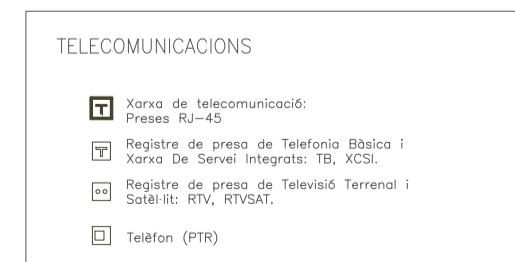 TELECOMUNICACIONS
T Xarxa de telecomunicació:
Preses RJ-45
T Registre de presa de Telefonia Bàsica i
Xarxa De Servei Integrats: TB, XCSI.
Registre de presa de Televisió Terrenal i
Satèl·lit: RTV, RTVSAT.
Telèfon (PTR)